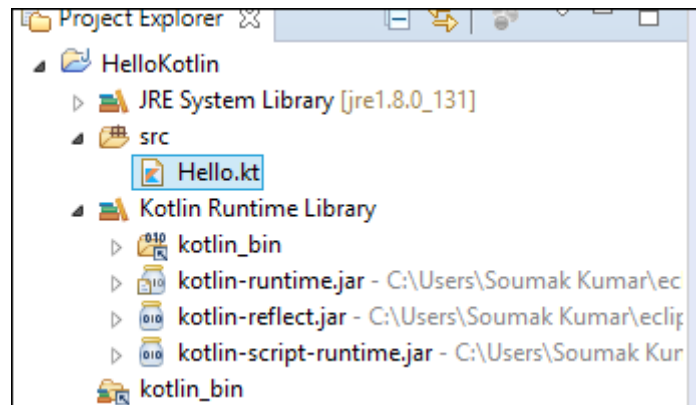 Project Explorer
HelloKotlin
JRE System Library [jre1.8.0_131]
src
Hello.kt
Kotlin Runtime Library
kotlin_bin
kotlin-runtime.jar - C:\Users\Soumak Kumar\ec
kotlin-reflect.jar - C:\Users\Soumak Kumar\eclip
kotlin-script-runtime.jar - C:\Users\Soumak Kur
kotlin_bin